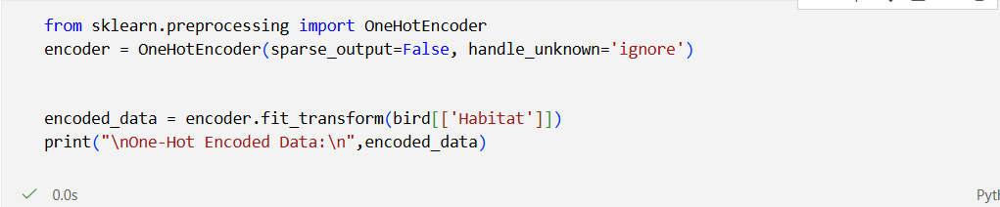 from sklearn.preprocessing import OneHotEncoder
encoder = OneHotEncoder(sparse_output=False, handle_unknown='ignore')
encoded_data = encoder.fit_transform(bird[['Habitat']])
print("\nOne-Hot Encoded Data:\n",encoded_data)
0.0s